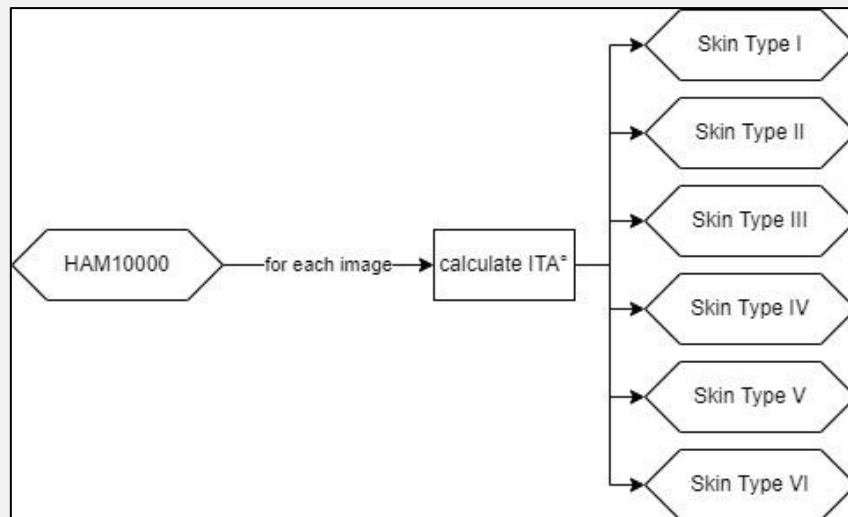 HAM10000
for each image
calculate ITA°
Skin Type I
Skin Type II
Skin Type III
Skin Type IV
Skin Type V
Skin Type VI